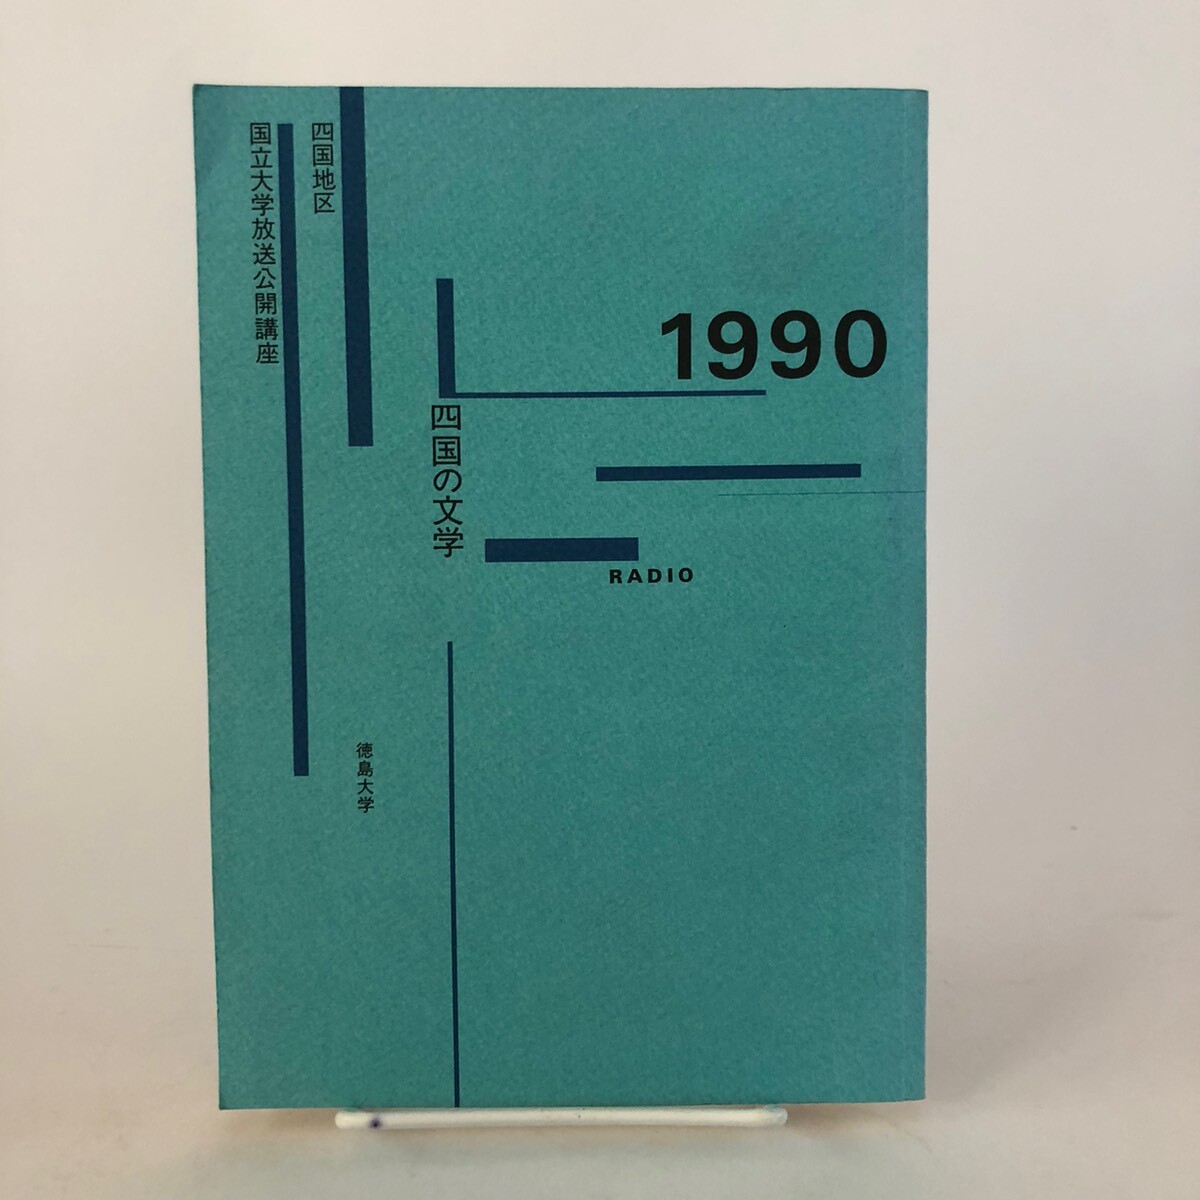 四国地区
国立大学放送公開講座
1990
四国の文学
RADIO
徳島大学